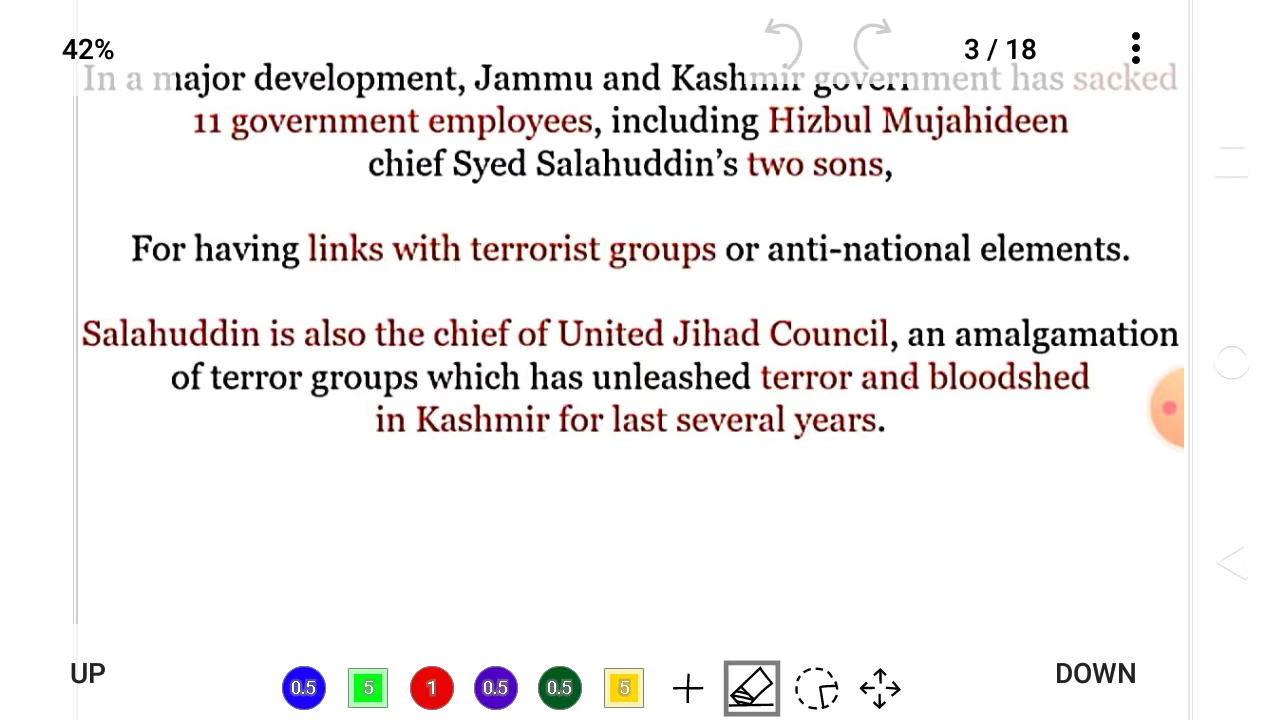 42%
3 / 18
In a major development, Jammu and Kashmir government has sacked
11 government employees, including Hizbul Mujahideen
chief Syed Salahuddin’s two sons,
For having links with terrorist groups or anti-national elements.
Salahuddin is also the chief of United Jihad Council, an amalgamation
of terror groups which has unleashed terror and bloodshed
in Kashmir for last several years.
UP
0.5 5 1 0.5 0.5 5
DOWN